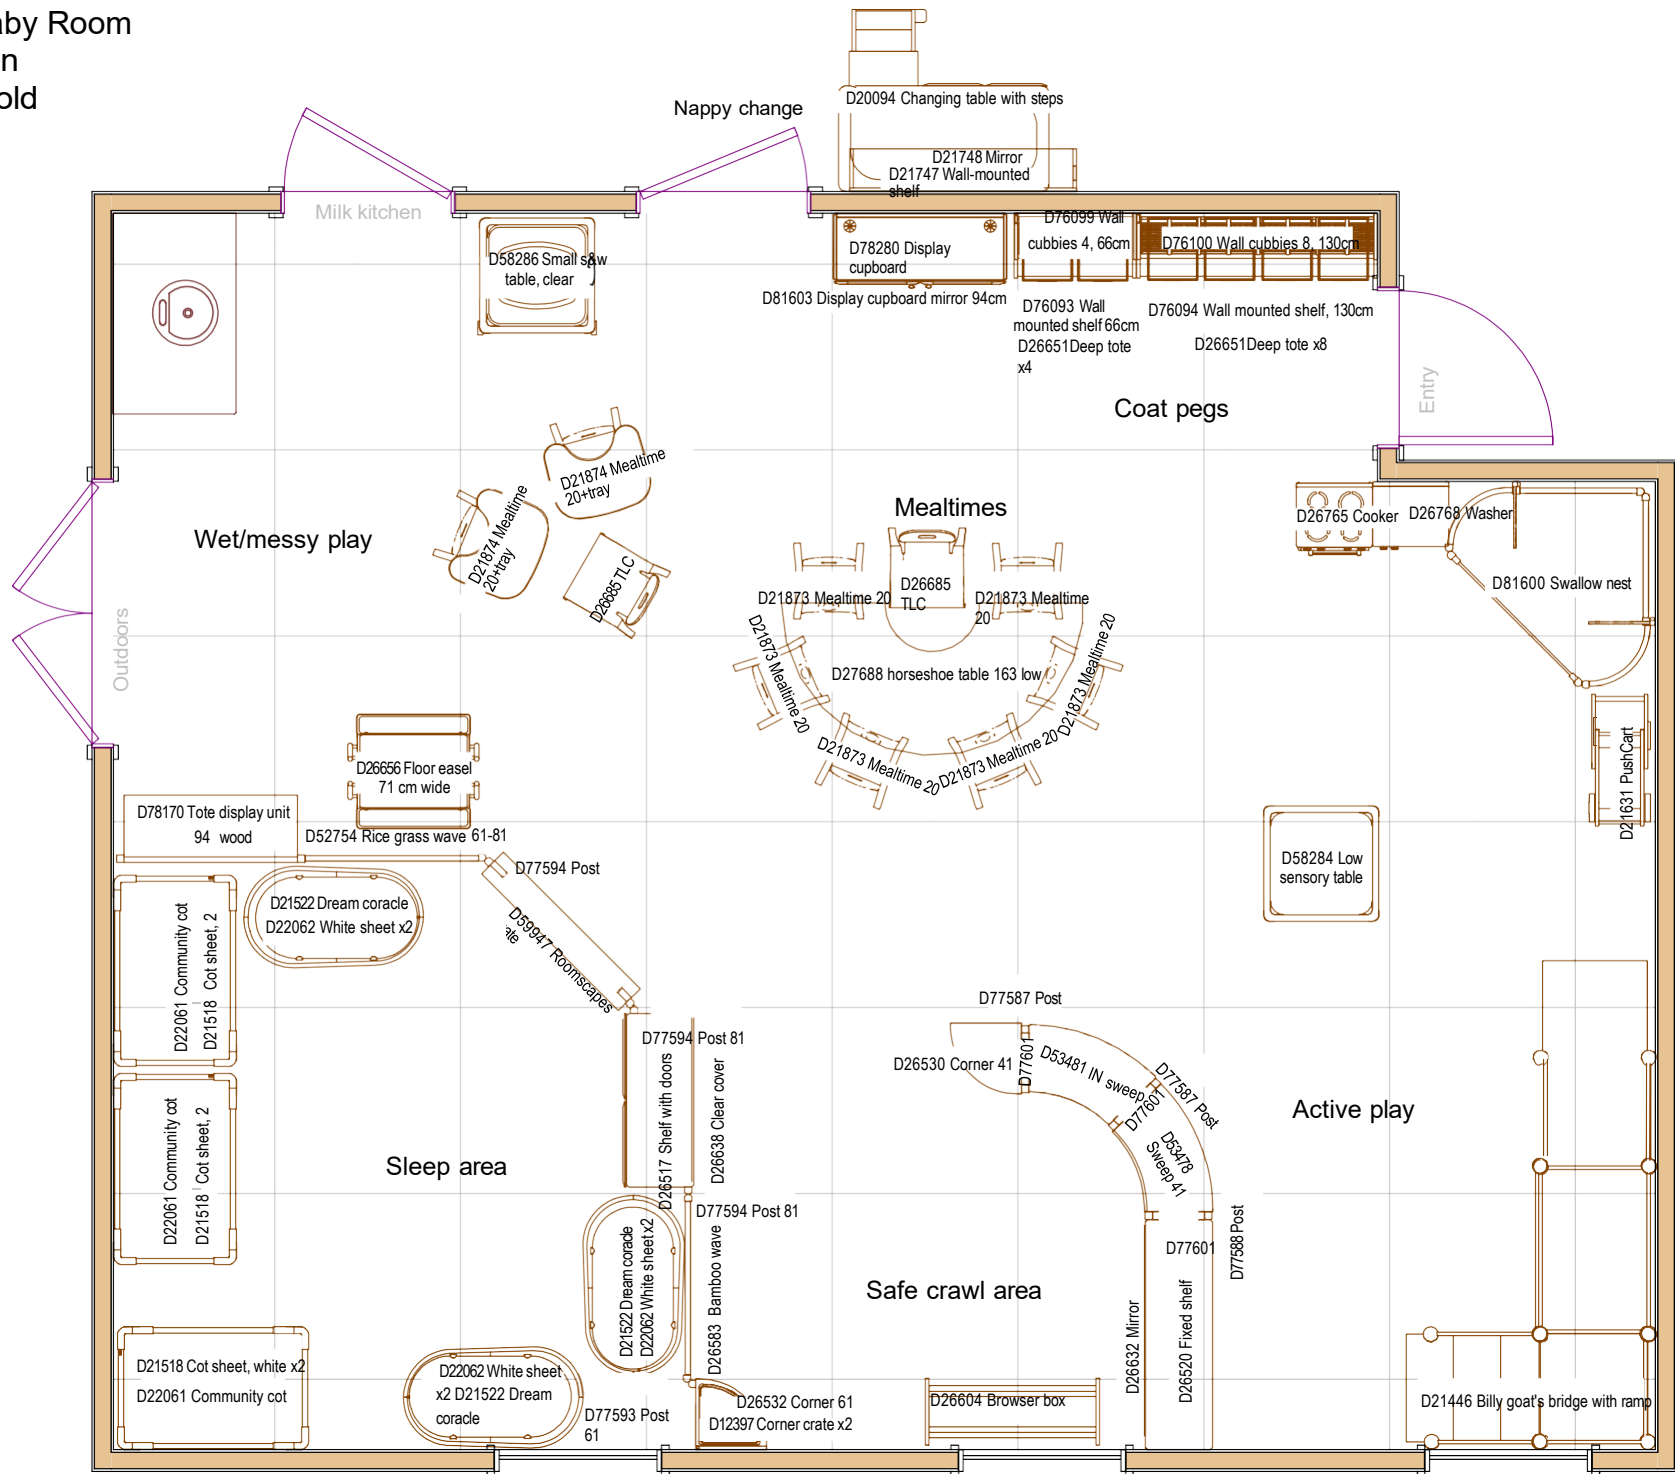 aby Room
n
old
Nappy change
D20094 Changing table with steps
D21748 Mirror
D21747 Wall-mounted
shelf
Milk kitchen
D58286 Small s&w
table, clear
D78280 Display
cupboard
D81603 Display cupboard mirror 94cm
D76099 Wall
cubbies 4, 66cm
D76100 Wall cubbies 8, 130cm
D76093 Wall
mounted shelf 66cm
D26651 Deep tote
x4
D76094 Wall mounted shelf, 130cm
D26651 Deep tote x8
Entry
Coat pegs
D21874 Mealtime
20+tray
D21874 Mealtime
20+tray
D26685 TLC
Wet/messy play
Outdoors
Mealtimes
D26685
TLC
D21873 Mealtime 20
D21873 Mealtime
20
D21873 Mealtime 20
D21873 Mealtime 20
D27688 horseshoe table 163 low
D21873 Mealtime 20
D21873 Mealtime 20
D26765 Cooker
D26768 Washer
D81600 Swallow nest
D21631 PushCart
D26656 Floor easel
71 cm wide
D78170 Tote display unit
94 wood
D52754 Rice grass wave 61-81
D77594 Post
D58284 Low
sensory table
D21522 Dream coracle
D22062 White sheet x2
D59947 Roomscapes
D22061 Community cot
D21518 Cot sheet, 2
D77594 Post 81
D26517 Shelf with doors
D26638 Clear cover
D77587 Post
D26530 Corner 41
D77601
D53481 IN sweep
D77587 Post
D77601
D53478
Sweep 41
Active play
D22061 Community cot
D21518 Cot sheet, 2
Sleep area
D77594 Post 81
D21522 Dream coracle
D22062 White sheet x2
D26583 Bamboo wave
D77601
D77588 Post
Safe crawl area
D26632 Mirror
D26520 Fixed shelf
D21518 Cot sheet, white x2
D22061 Community cot
D22062 White sheet
x2 D21522 Dream
coracle
D77593 Post
61
D26532 Corner 61
D12397 Corner crate x2
D26604 Browser box
D21446 Billy goat's bridge with ramp